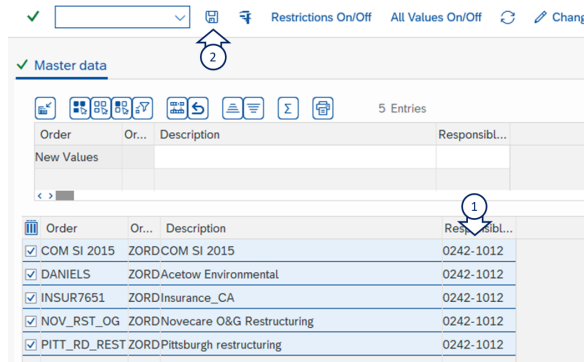 Restrictions On/Off All Values On/Off Chang
2
Master data
5 Entries
Order Or... Description Responsibl...
New Values
1
Order Or... Description Responsibl...
COM SI 2015 ZORD COM SI 2015 0242-1012
DANIELS ZORD Acetow Environmental 0242-1012
INSUR7651 ZORD Insurance_CA 0242-1012
NOV_RST_OG ZORD Novecare O&G Restructuring 0242-1012
PITT_RD_REST ZORD Pittsburgh restructuring 0242-1012